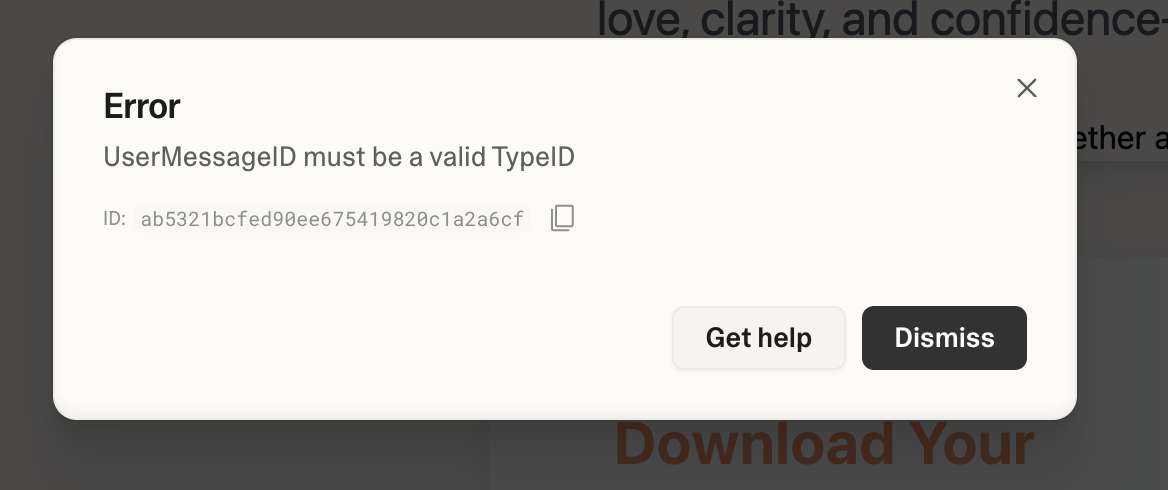 love, clarity, and confidence-
Error
UserMessageID must be a valid TypeID
ether a
ID: ab5321bcfed90ee675419820c1a2a6cf
Get help
Dismiss
Download Your